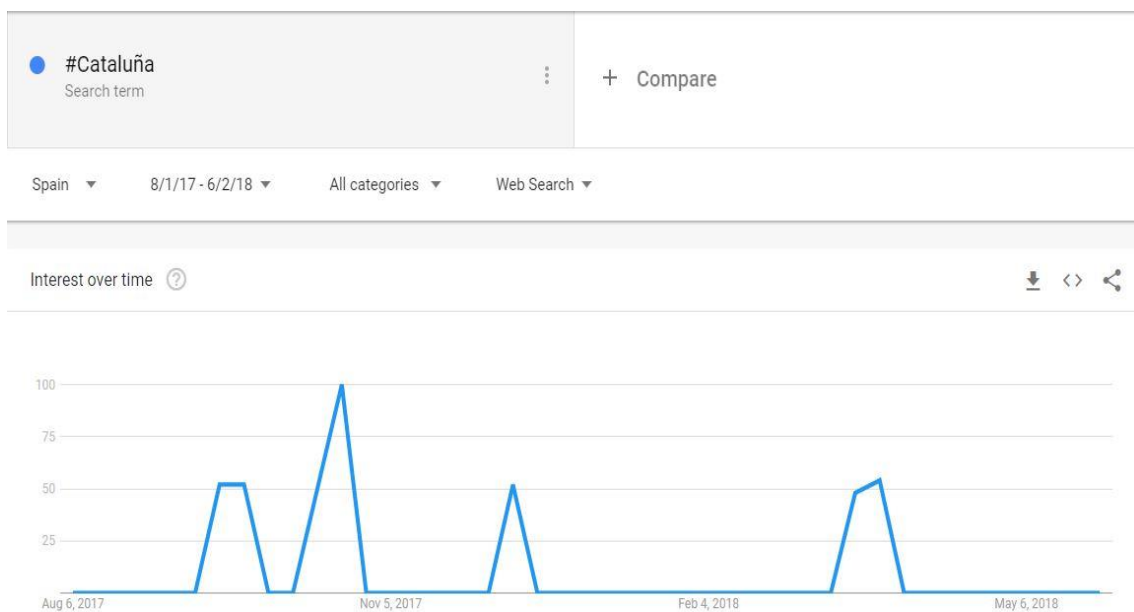 #Cataluña
Search term
+ Compare
Spain 8/1/17 - 6/2/18 All categories Web Search
Interest over time ?
100
75
50
25
Aug 6, 2017 Nov 5, 2017 Feb 4, 2018 May 6, 2018